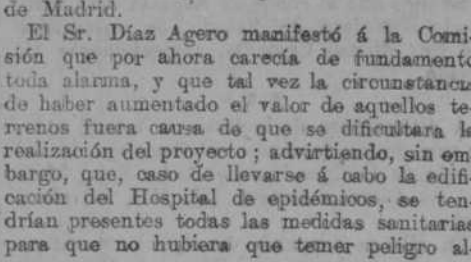 de Madrid.
El Sr. Díaz Agero manifestó á la Comi-
sión que por ahora carecía de fundamento
toda alarma, y que tal vez la circunstancia
de haber aumentado el valor de aquellos te-
rrenos fuera causa de que se dificultara la
realización del proyecto; advirtiendo, sin em-
bargo, que, caso de llevarse á cabo la edifi-
cación del Hospital de epidémicos, se ten-
drían presentes todas las medidas sanitarias
para que no hubiera que temer peligro al-